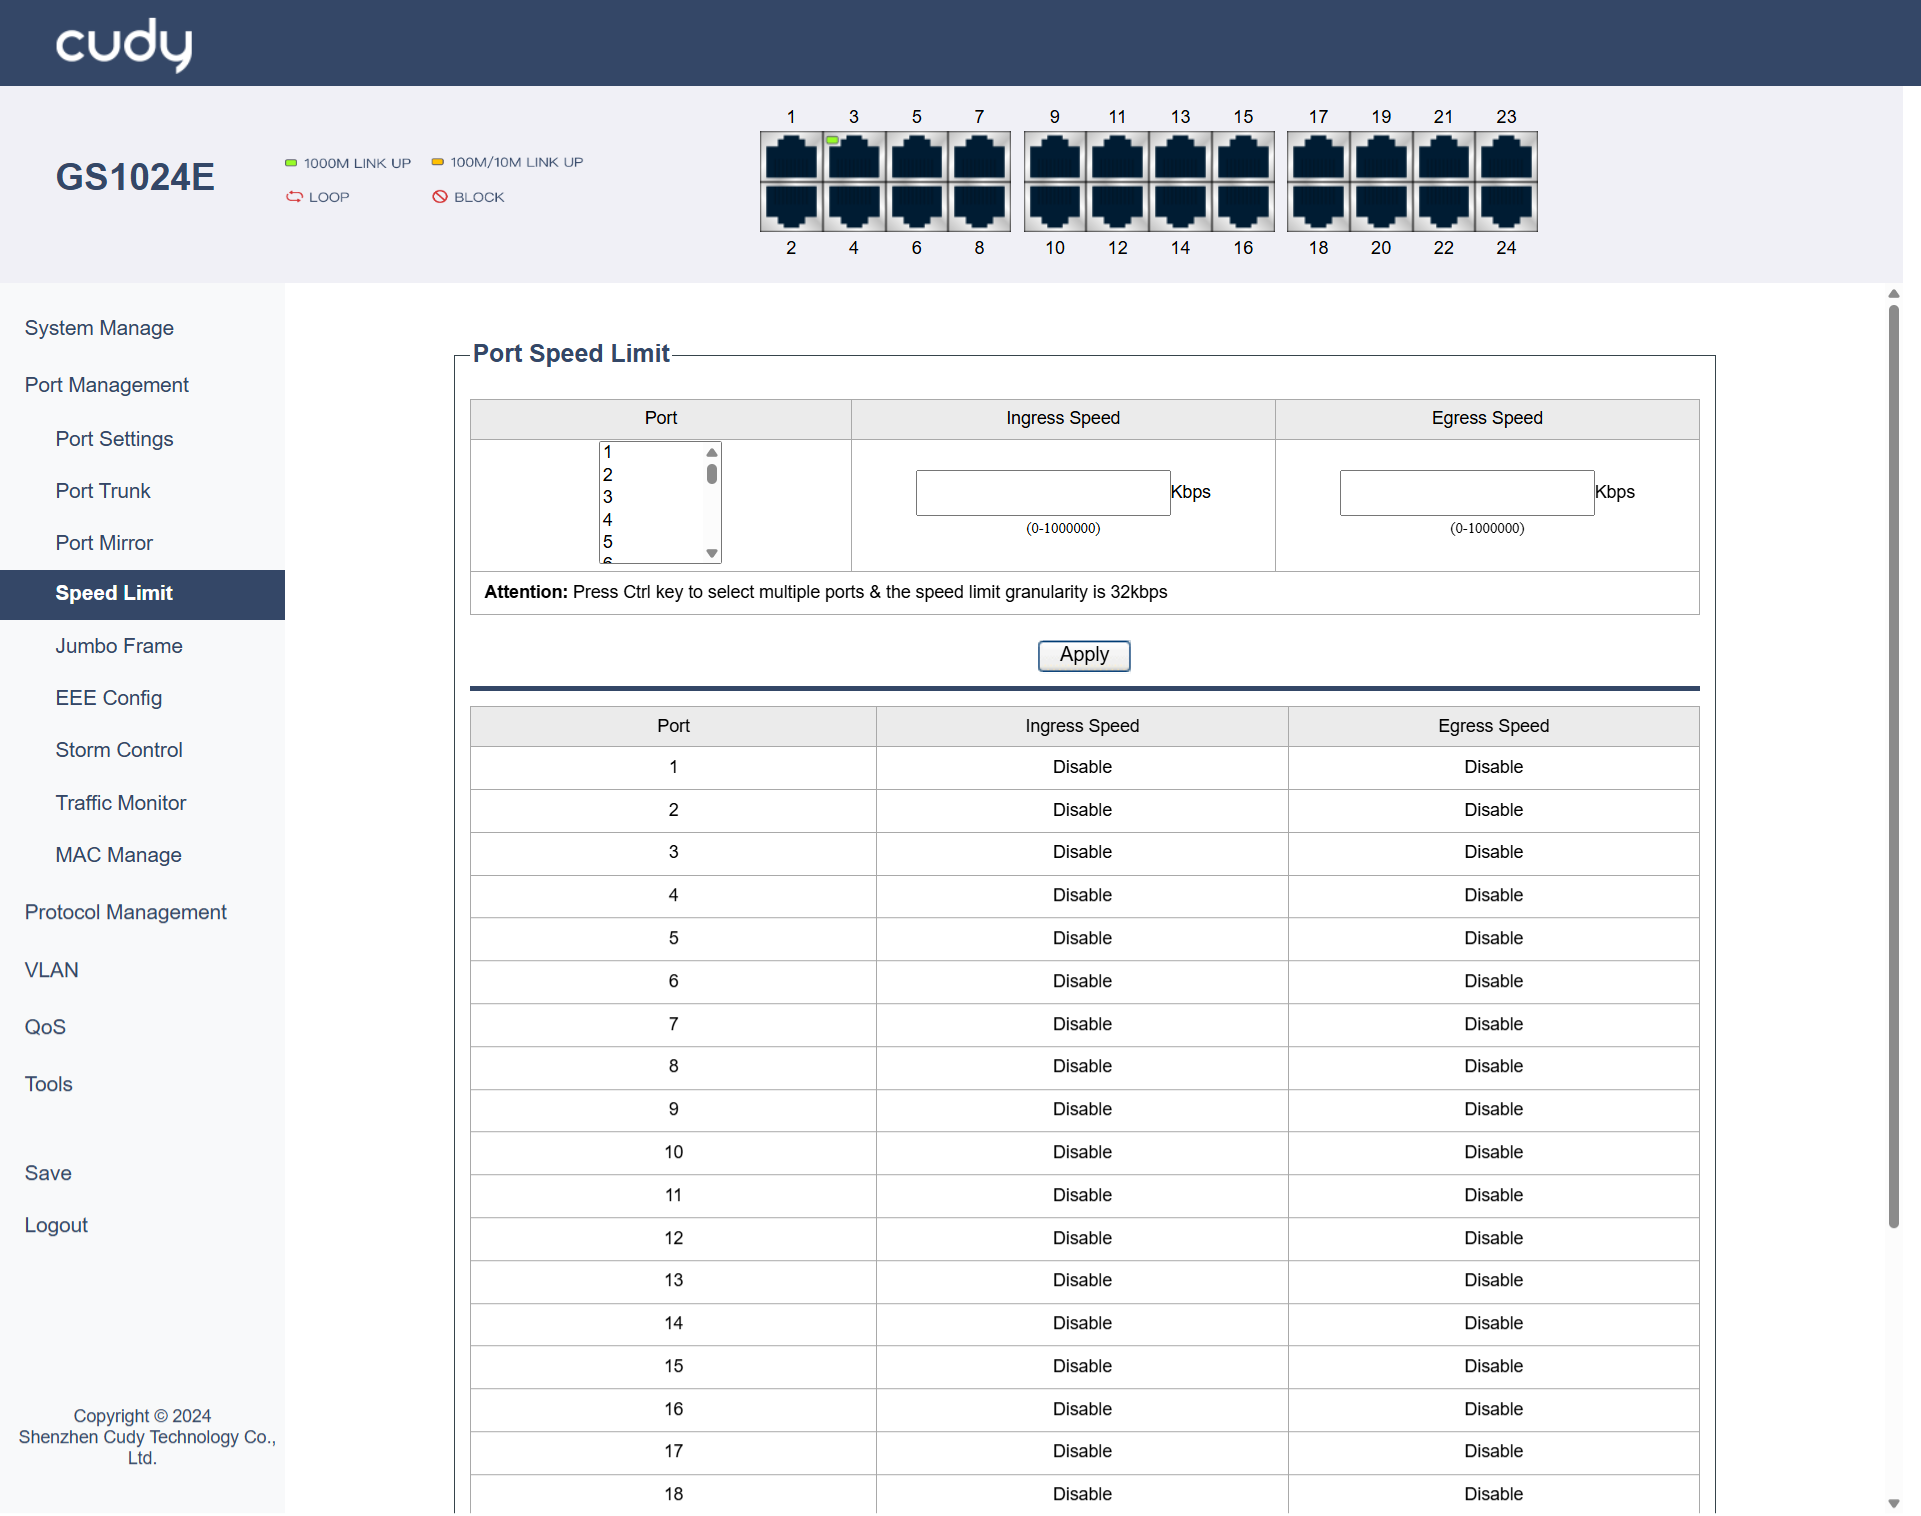 cudy
GS1024E
1000M LINK UP 100M/10M LINK UP
LOOP BLOCK
1 3 5 7 9 11 13 15 17 19 21 23
2 4 6 8 10 12 14 16 18 20 22 24
System Manage
Port Management
Port Settings
Port Trunk
Port Mirror
Speed Limit
Jumbo Frame
EEE Config
Storm Control
Traffic Monitor
MAC Manage
Protocol Management
VLAN
QoS
Tools
Save
Logout
Copyright © 2024
Shenzhen Cudy Technology Co.,
Ltd.
Port Speed Limit
Port Ingress Speed Egress Speed
1
2
3
4
5
6
Kbps
(0-1000000)
Kbps
(0-1000000)
Attention: Press Ctrl key to select multiple ports & the speed limit granularity is 32kbps
Apply
Port Ingress Speed Egress Speed
1 Disable Disable
2 Disable Disable
3 Disable Disable
4 Disable Disable
5 Disable Disable
6 Disable Disable
7 Disable Disable
8 Disable Disable
9 Disable Disable
10 Disable Disable
11 Disable Disable
12 Disable Disable
13 Disable Disable
14 Disable Disable
15 Disable Disable
16 Disable Disable
17 Disable Disable
18 Disable Disable